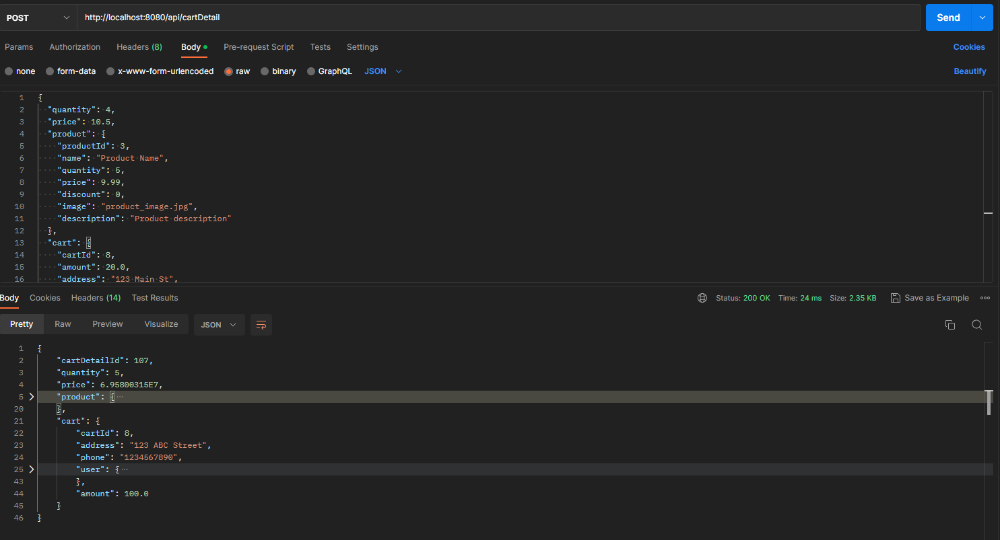 POST http://localhost:8080/api/cartDetail Send
Params Authorization Headers (8) Body Pre-request Script Tests Settings Cookies
none form-data x-www-form-urlencoded raw binary GraphQL JSON Beautify
1 {
2 "quantity": 4,
3 "price": 10.5,
4 "product": {
5 "productId": 3,
6 "name": "Product Name",
7 "quantity": 5,
8 "price": 9.99,
9 "discount": 0,
10 "image": "product_image.jpg",
11 "description": "Product description"
12 },
13 "cart": {
14 "cartId": 8,
15 "amount": 20.0,
16 "address": "123 Main St",
Body Cookies Headers (14) Test Results Status: 200 OK Time: 24 ms Size: 2.35 KB Save as Example
Pretty Raw Preview Visualize JSON
1 {
2 "cartDetailId": 107,
3 "quantity": 5,
4 "price": 6.95800315E7,
5 "product": { ⋯
20 },
21 "cart": {
22 "cartId": 8,
23 "address": "123 ABC Street",
24 "phone": "1234567890",
25 "user": { ⋯
43 },
44 "amount": 100.0
45 }
46 }